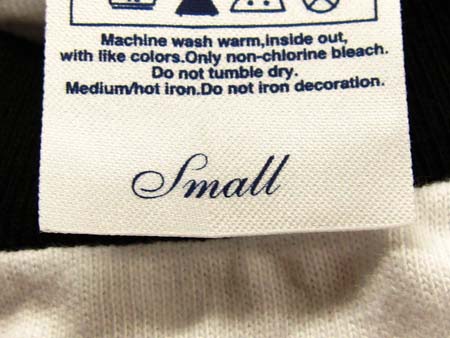 Machine wash warm,inside out,
with like colors.Only non-chlorine bleach.
Do not tumble dry.
Medium/hot iron.Do not iron decoration.
Small